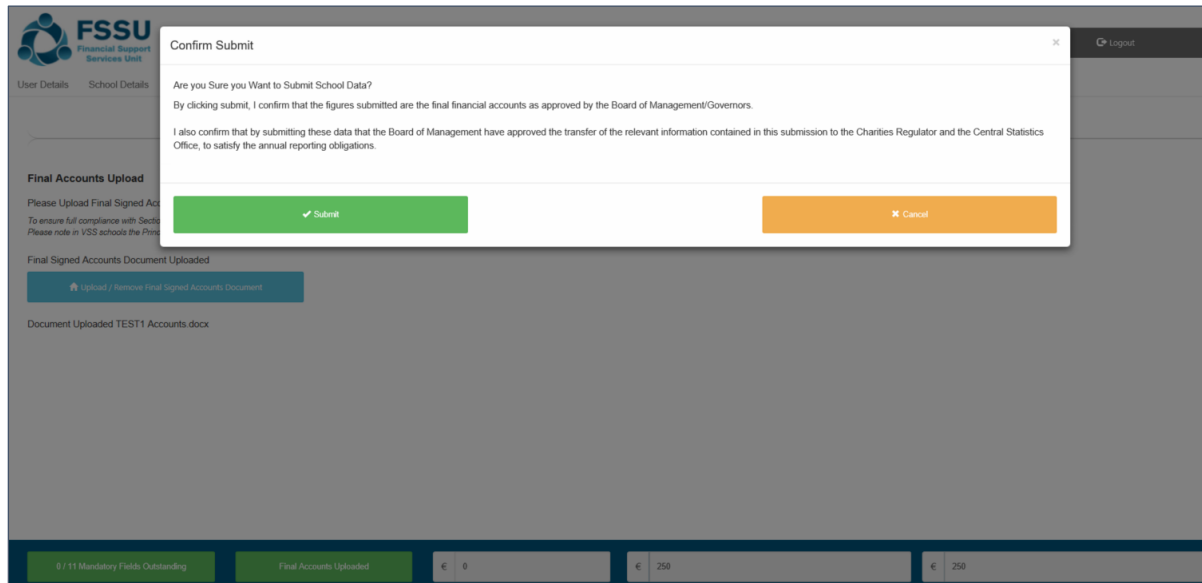 FSSU
Financial Support
Services Unit
Confirm Submit
×
Logout
User Details School Details
Are you Sure you Want to Submit School Data?
By clicking submit, I confirm that the figures submitted are the final financial accounts as approved by the Board of Management/Governors.
I also confirm that by submitting these data that the Board of Management have approved the transfer of the relevant information contained in this submission to the Charities Regulator and the Central Statistics
Office, to satisfy the annual reporting obligations.
Submit
Cancel
Final Accounts Upload
Please Upload Final Signed Acc
To ensure full compliance with Sectio
Please note in VSS schools the Princ
Final Signed Accounts Document Uploaded
Upload / Remove Final Signed Accounts Document
Document Uploaded TEST1 Accounts.docx
0 / 11 Mandatory Fields Outstanding
Final Accounts Uploaded
€ 0
€ 250
€ 250